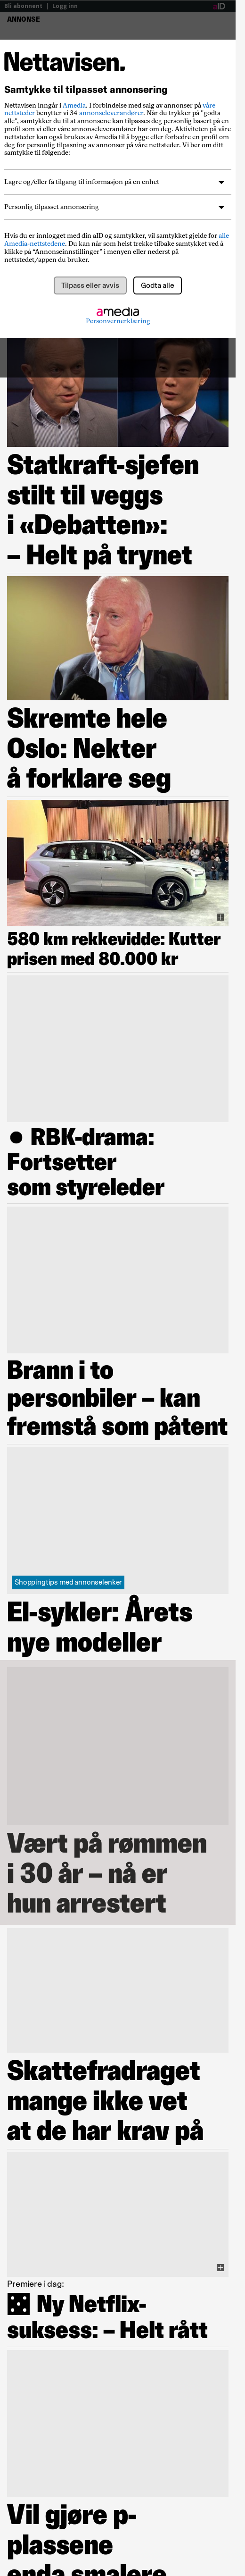 Bli abonnent | Logg inn
aID
ANNONSE
Nettavisen.
Samtykke til tilpasset annonsering
Nettavisen inngår i Amedia. I forbindelse med salg av annonser på våre
nettsteder benytter vi 34 annonseleverandører. Når du trykker på "godta
alle", samtykker du til at annonsene kan tilpasses deg personlig basert på en
profil som vi eller våre annonseleverandører har om deg. Aktiviteten på våre
nettsteder kan også brukes av Amedia til å bygge eller forbedre en profil om
deg for personlig tilpasning av annonser på våre nettsteder. Vi ber om ditt
samtykke til følgende:
Lagre og/eller få tilgang til informasjon på en enhet
Personlig tilpasset annonsering
Hvis du er innlogget med din aID og samtykker, vil samtykket gjelde for alle
Amedia-nettstedene. Du kan når som helst trekke tilbake samtykket ved å
klikke på “Annonseinnstillinger” i menyen eller nederst på
nettstedet/appen du bruker.
Tilpass eller avvis Godta alle
amedia
Personvernerklæring
Statkraft-sjefen
stilt til veggs
i «Debatten»:
– Helt på trynet
Skremte hele
Oslo: Nekter
å forklare seg
580 km rekkevidde: Kutter
prisen med 80.000 kr
● RBK-drama:
Fortsetter
som styreleder
Brann i to
personbiler – kan
fremstå som påtent
Shoppingtips med annonselenker
El-sykler: Årets
nye modeller
Vært på rømmen
i 30 år – nå er
hun arrestert
Skattefradraget
mange ikke vet
at de har krav på
Premiere i dag:
⚄ Ny Netflix-
suksess: – Helt rått
Vil gjøre p-
plassene
enda smalere